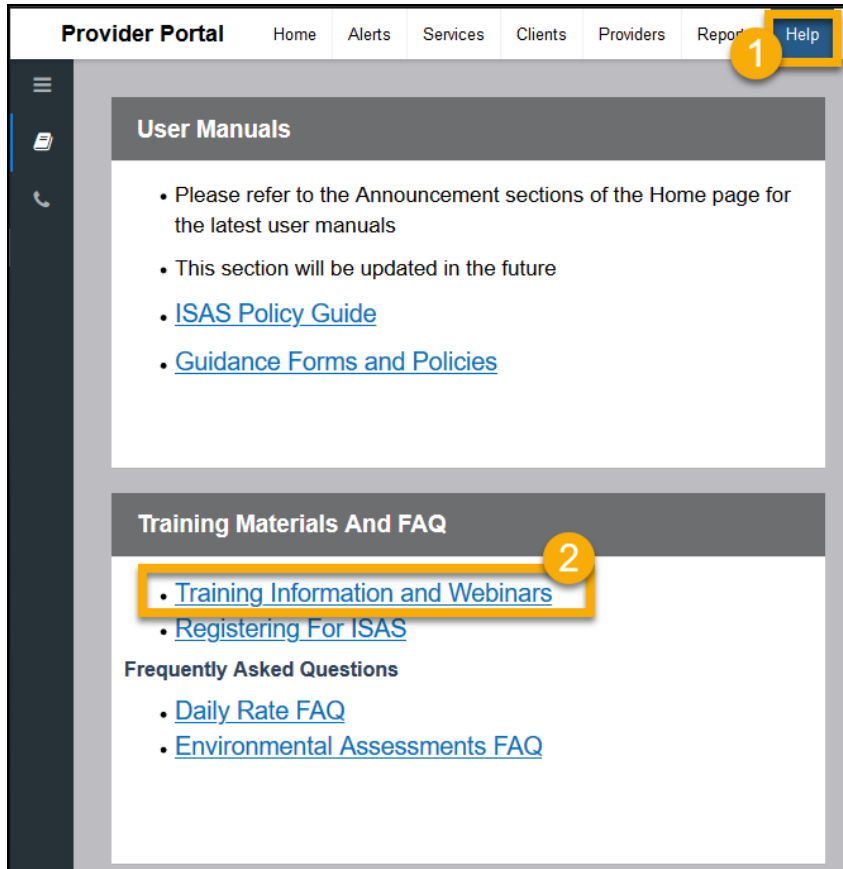 Provider Portal Home Alerts Services Clients Providers Repor 1 Help
User Manuals
• Please refer to the Announcement sections of the Home page for
the latest user manuals
• This section will be updated in the future
• ISAS Policy Guide
• Guidance Forms and Policies
Training Materials And FAQ
2
• Training Information and Webinars
• Registering For ISAS
Frequently Asked Questions
• Daily Rate FAQ
• Environmental Assessments FAQ